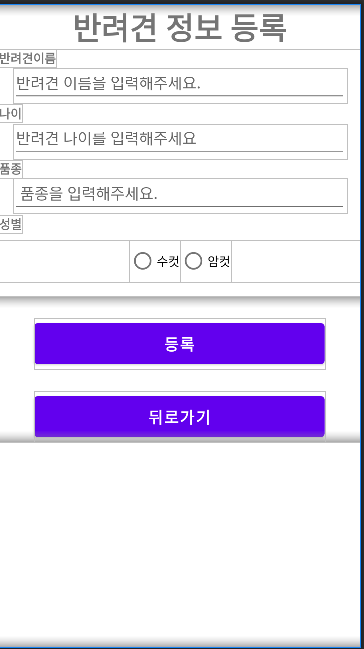 반려견 정보 등록
반려견이름
반려견 이름을 입력해주세요.
나이
반려견 나이를 입력해주세요
품종
품종을 입력해주세요.
성별
수컷 암컷
등록
뒤로가기